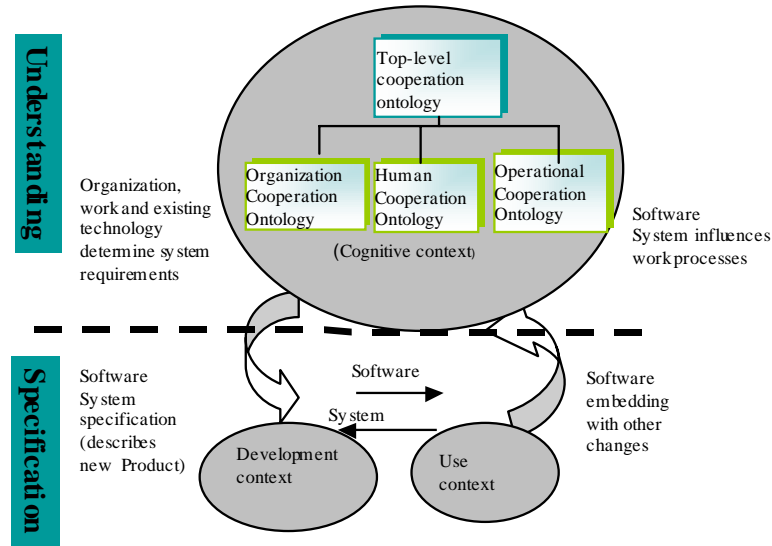 Understanding
Top-level
cooperation
ontology
Organization
Cooperation
Ontology
Human
Cooperation
Ontology
Operational
Cooperation
Ontology
(Cognitive context)
Organization,
work and existing
technology
determine system
requirements
Software
System influences
work processes
Specification
Software
System
specification
(describes
new Product)
Software
System
Development
context
Use
context
Software
embedding
with other
changes